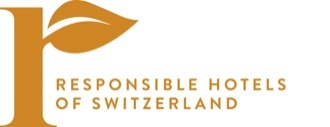 r
RESPONSIBLE HOTELS
OF SWITZERLAND